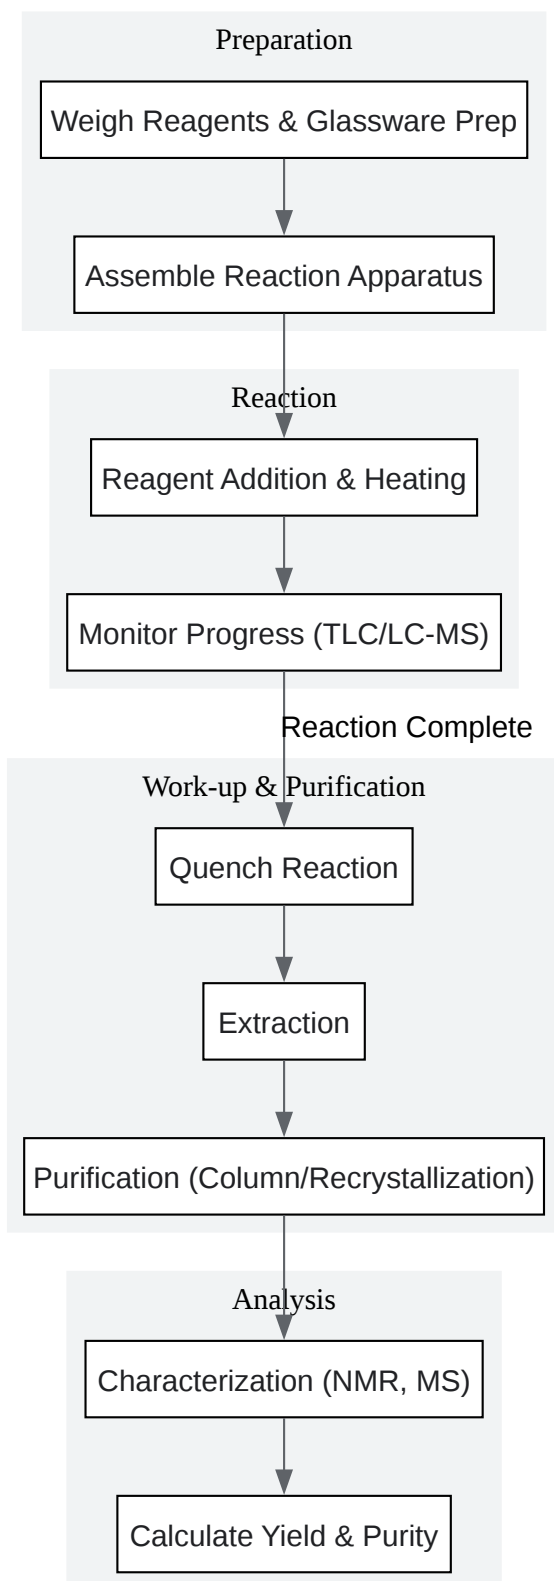 Preparation
Weigh Reagents & Glassware Prep
Assemble Reaction Apparatus
Reaction
Reagent Addition & Heating
Monitor Progress (TLC/LC-MS)
Reaction Complete
Work-up & Purification
Quench Reaction
Extraction
Purification (Column/Recrystallization)
Analysis
Characterization (NMR, MS)
Calculate Yield & Purity